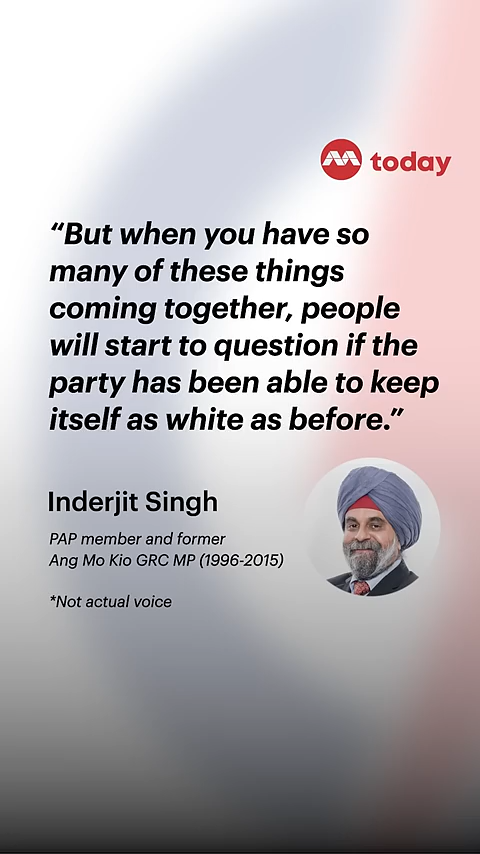 today
“But when you have so
many of these things
coming together, people
will start to question if the
party has been able to keep
itself as white as before.”
Inderjit Singh
PAP member and former
Ang Mo Kio GRC MP (1996-2015)
*Not actual voice